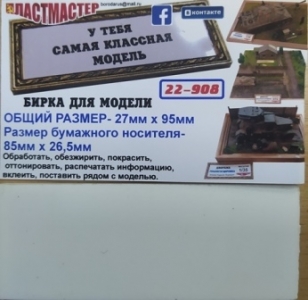 ПЛАСТМАСТЕР
f
вконтакте
У ТЕБЯ
САМАЯ КЛАССНАЯ
МОДЕЛЬ
22-908
БИРКА ДЛЯ МОДЕЛИ
ОБЩИЙ РАЗМЕР- 27мм х 95мм
Размер бумажного носителя-
85мм х 26,5мм
Обработать, обезжирить, покрасить,
оттонировать, распечатать информацию,
вклеить, поставить рядом с моделью.